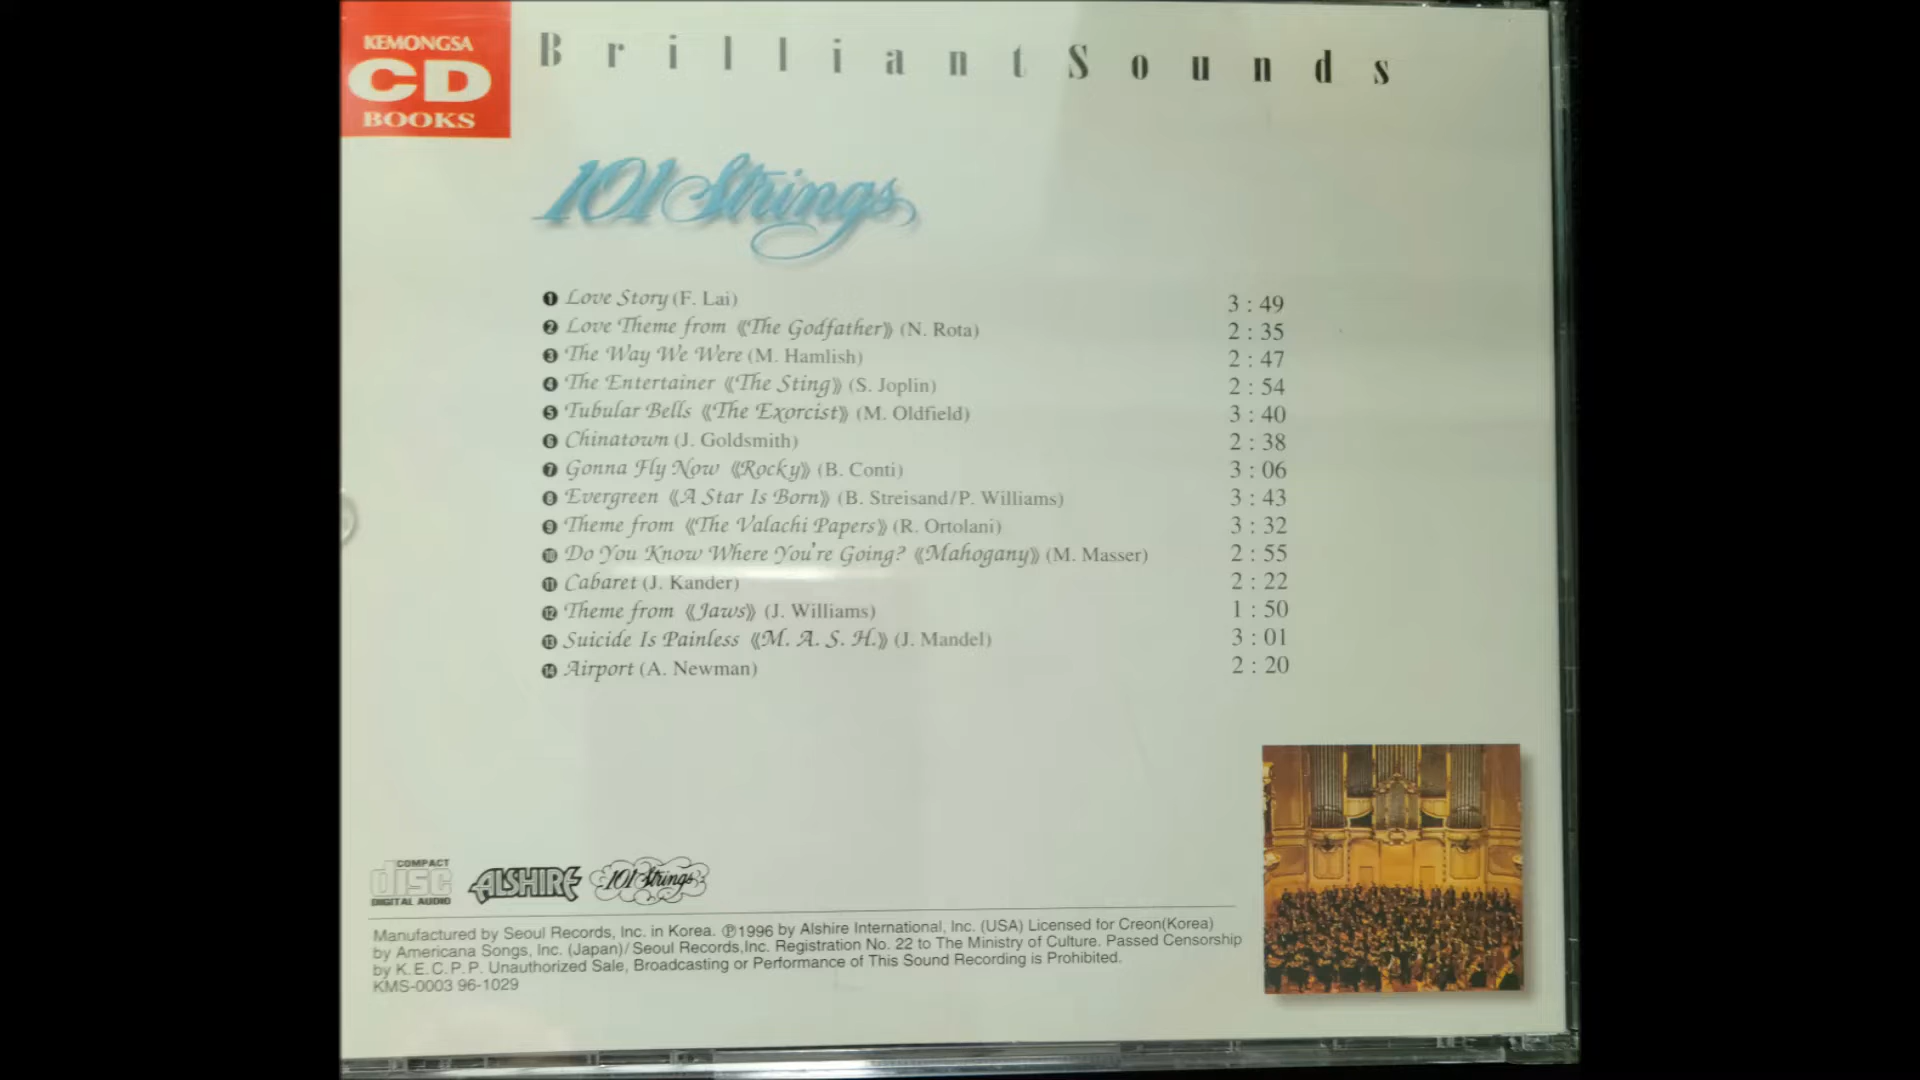 KEMONGSA
CD
BOOKS
Brilliant Sounds
101 Strings
❶ Love Story (F. Lai) 3 : 49
❷ Love Theme from 《The Godfather》 (N. Rota) 2 : 35
❸ The Way We Were (M. Hamlish) 2 : 47
❹ The Entertainer 《The Sting》 (S. Joplin) 2 : 54
❺ Tubular Bells 《The Exorcist》 (M. Oldfield) 3 : 40
❻ Chinatown (J. Goldsmith) 2 : 38
❼ Gonna Fly Now 《Rocky》 (B. Conti) 3 : 06
❽ Evergreen 《A Star Is Born》 (B. Streisand/P. Williams) 3 : 43
❾ Theme from 《The Valachi Papers》 (R. Ortolani) 3 : 32
❿ Do You Know Where You're Going? 《Mahogany》 (M. Masser) 2 : 55
⓫ Cabaret (J. Kander) 2 : 22
⓬ Theme from 《Jaws》 (J. Williams) 1 : 50
⓭ Suicide Is Painless 《M. A. S. H.》 (J. Mandel) 3 : 01
⓮ Airport (A. Newman) 2 : 20
COMPACT
disc
DIGITAL AUDIO
ALSHIRE
101 Strings
Manufactured by Seoul Records, Inc. in Korea. ℗1996 by Alshire International, Inc. (USA) Licensed for Creon(Korea)
by Americana Songs, Inc. (Japan)/ Seoul Records,Inc. Registration No. 22 to The Ministry of Culture. Passed Censorship
by K.E.C.P.P. Unauthorized Sale, Broadcasting or Performance of This Sound Recording is Prohibited.
KMS-0003 96-1029